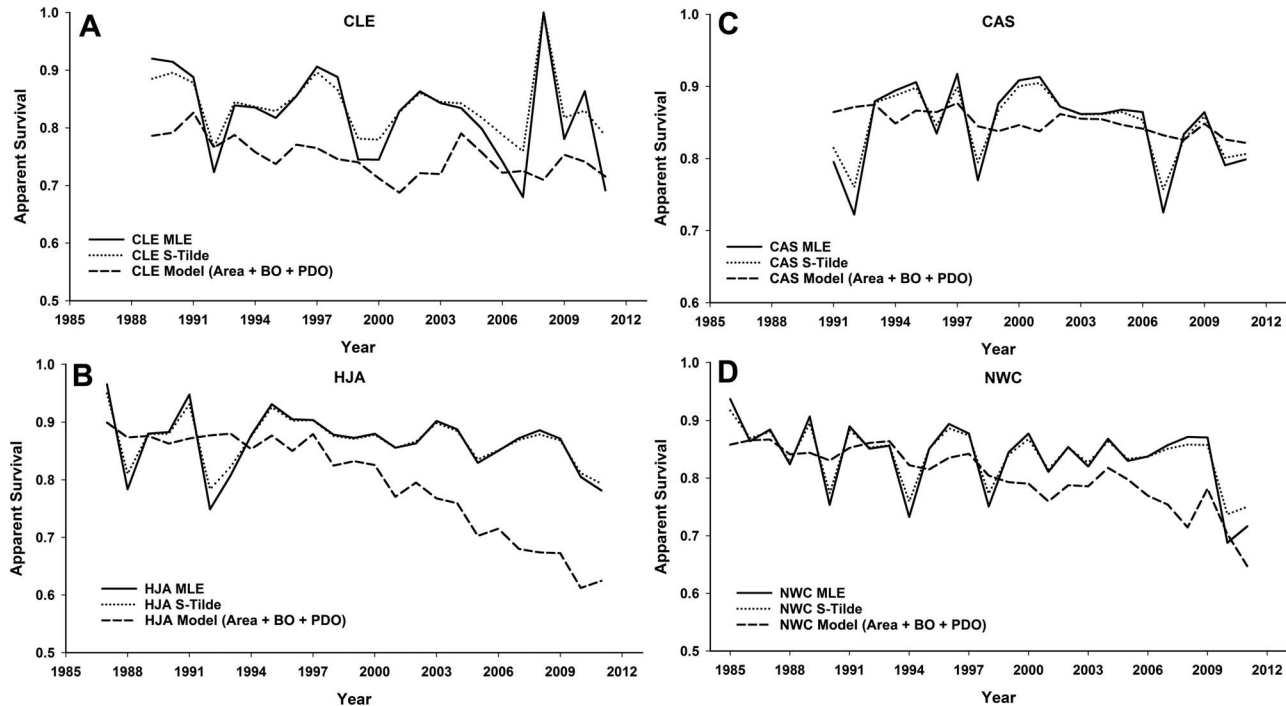 A
CLE
Apparent Survival
1.0
0.9
0.8
0.7
0.6
0.5
CLE MLE
CLE S-Tilde
CLE Model (Area + BO + PDO)
1985 1988 1991 1994 1997 2000 2003 2006 2009 2012
Year
B
HJA
Apparent Survival
1.0
0.9
0.8
0.7
0.6
0.5
HJA MLE
HJA S-Tilde
HJA Model (Area + BO + PDO)
1985 1988 1991 1994 1997 2000 2003 2006 2009 2012
Year
C
CAS
Apparent Survival
1.0
0.9
0.8
0.7
0.6
CAS MLE
CAS S-Tilde
CAS Model (Area + BO + PDO)
1985 1988 1991 1994 1997 2000 2003 2006 2009 2012
Year
D
NWC
Apparent Survival
1.0
0.9
0.8
0.7
0.6
0.5
NWC MLE
NWC S-Tilde
NWC Model (Area + BO + PDO)
1985 1988 1991 1994 1997 2000 2003 2006 2009 2012
Year